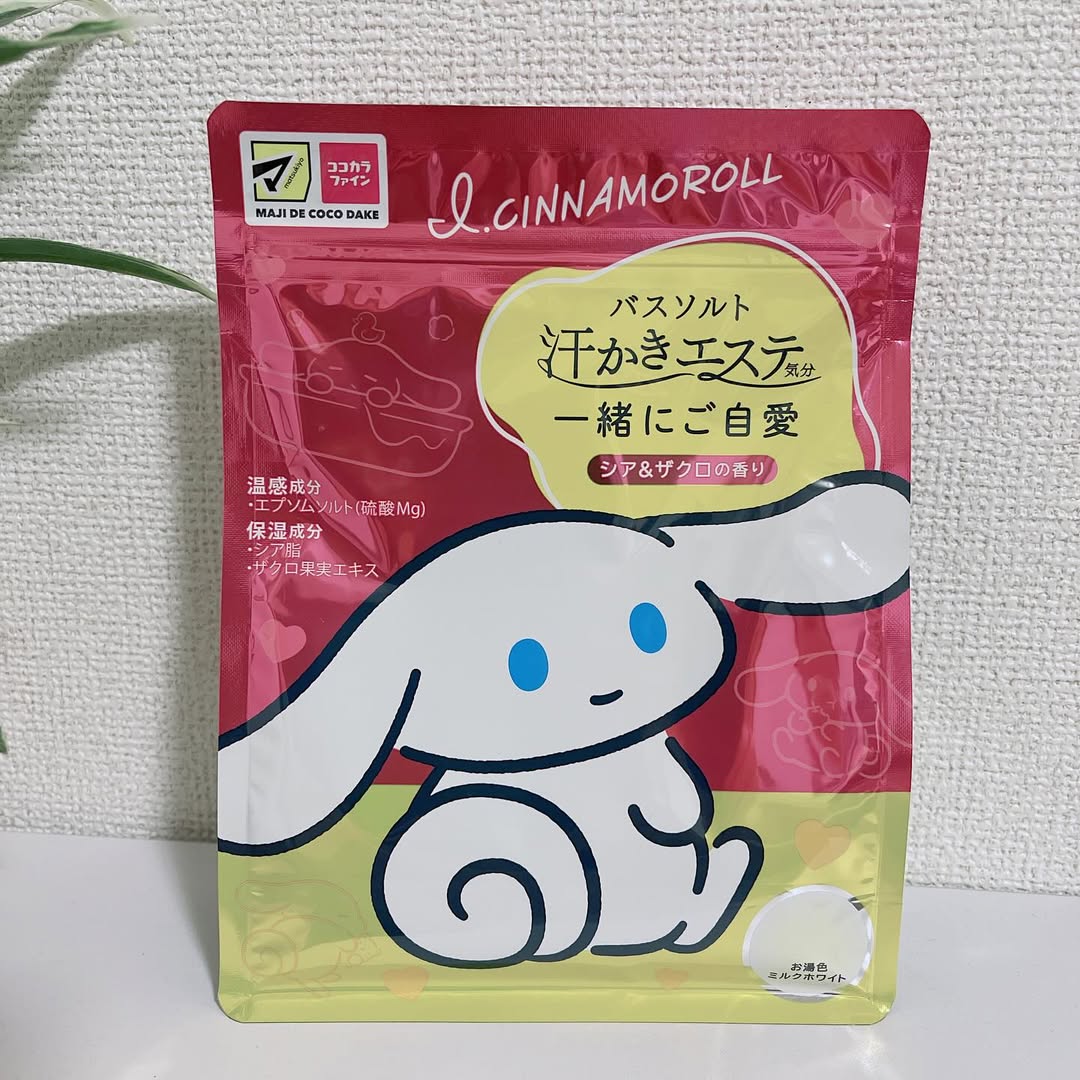 matsukiyo
ココカラ
ファイン
MAJI DE COCO DAKE
I.CINNAMOROLL
バスソルト
汗かきエステ気分
一緒にご自愛
シア&ザクロの香り
温感成分
・エプソムソルト(硫酸Mg)
保湿成分
・シア脂
・ザクロ果実エキス
お湯色
ミルクホワイト